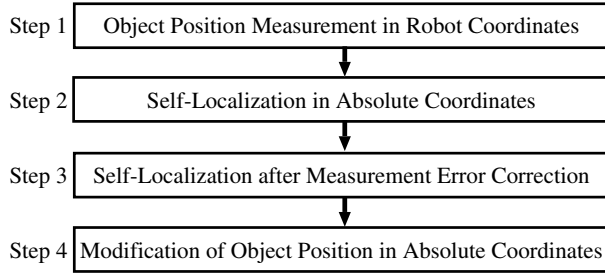 Step 1 Object Position Measurement in Robot Coordinates
Step 2 Self-Localization in Absolute Coordinates
Step 3 Self-Localization after Measurement Error Correction
Step 4 Modification of Object Position in Absolute Coordinates